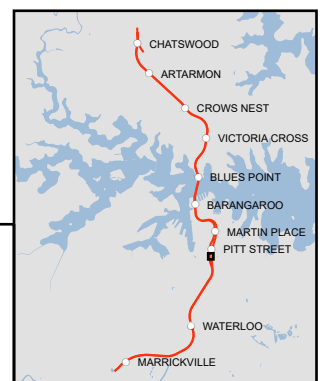 CHATSWOOD
ARTARMON
CROWS NEST
VICTORIA CROSS
BLUES POINT
BARANGAROO
MARTIN PLACE
PITT STREET
WATERLOO
MARRICKVILLE